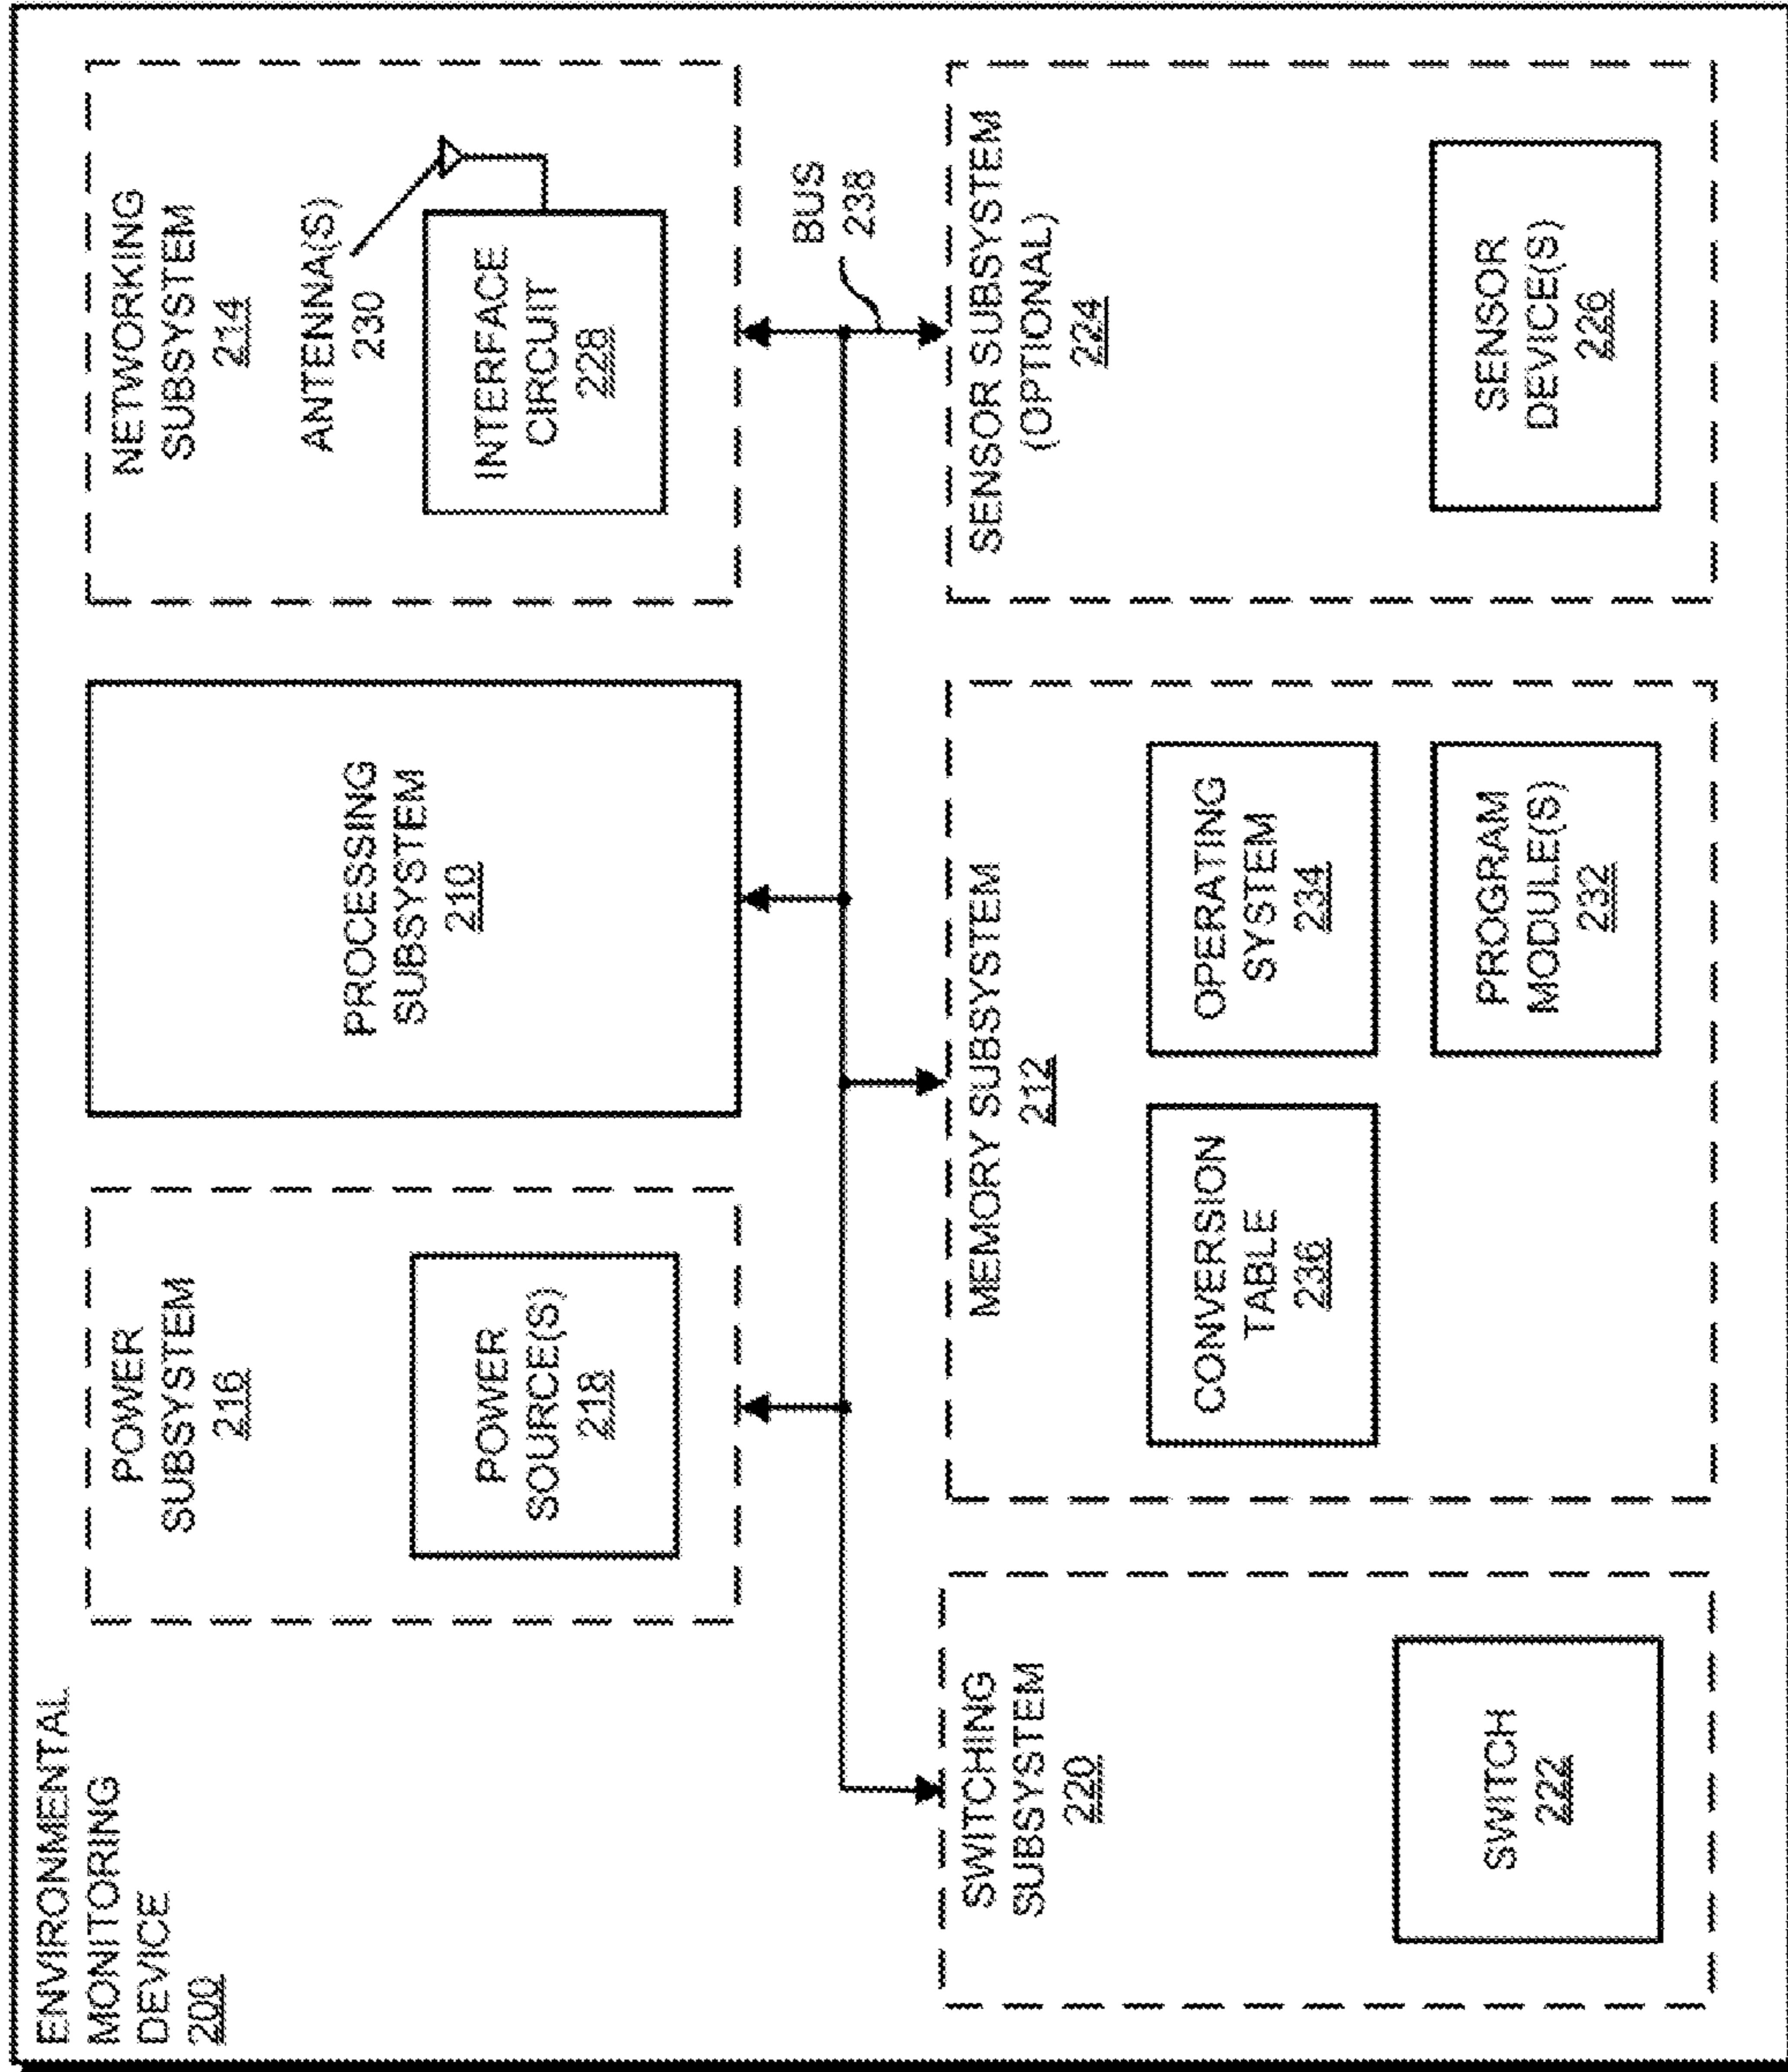 ENVIRONMENTAL
MONITORING
DEVICE
200
POWER
SUBSYSTEM
216
POWER
SOURCE(S)
218
PROCESSING
SUBSYSTEM
210
NETWORKING
SUBSYSTEM
214
ANTENNA(S)
230
INTERFACE
CIRCUIT
228
BUS
238
SWITCHING
SUBSYSTEM
220
SWITCH
222
MEMORY SUBSYSTEM
212
CONVERSION
TABLE
236
OPERATING
SYSTEM
234
PROGRAM
MODULE(S)
232
SENSOR SUBSYSTEM
(OPTIONAL)
224
SENSOR
DEVICE(S)
226